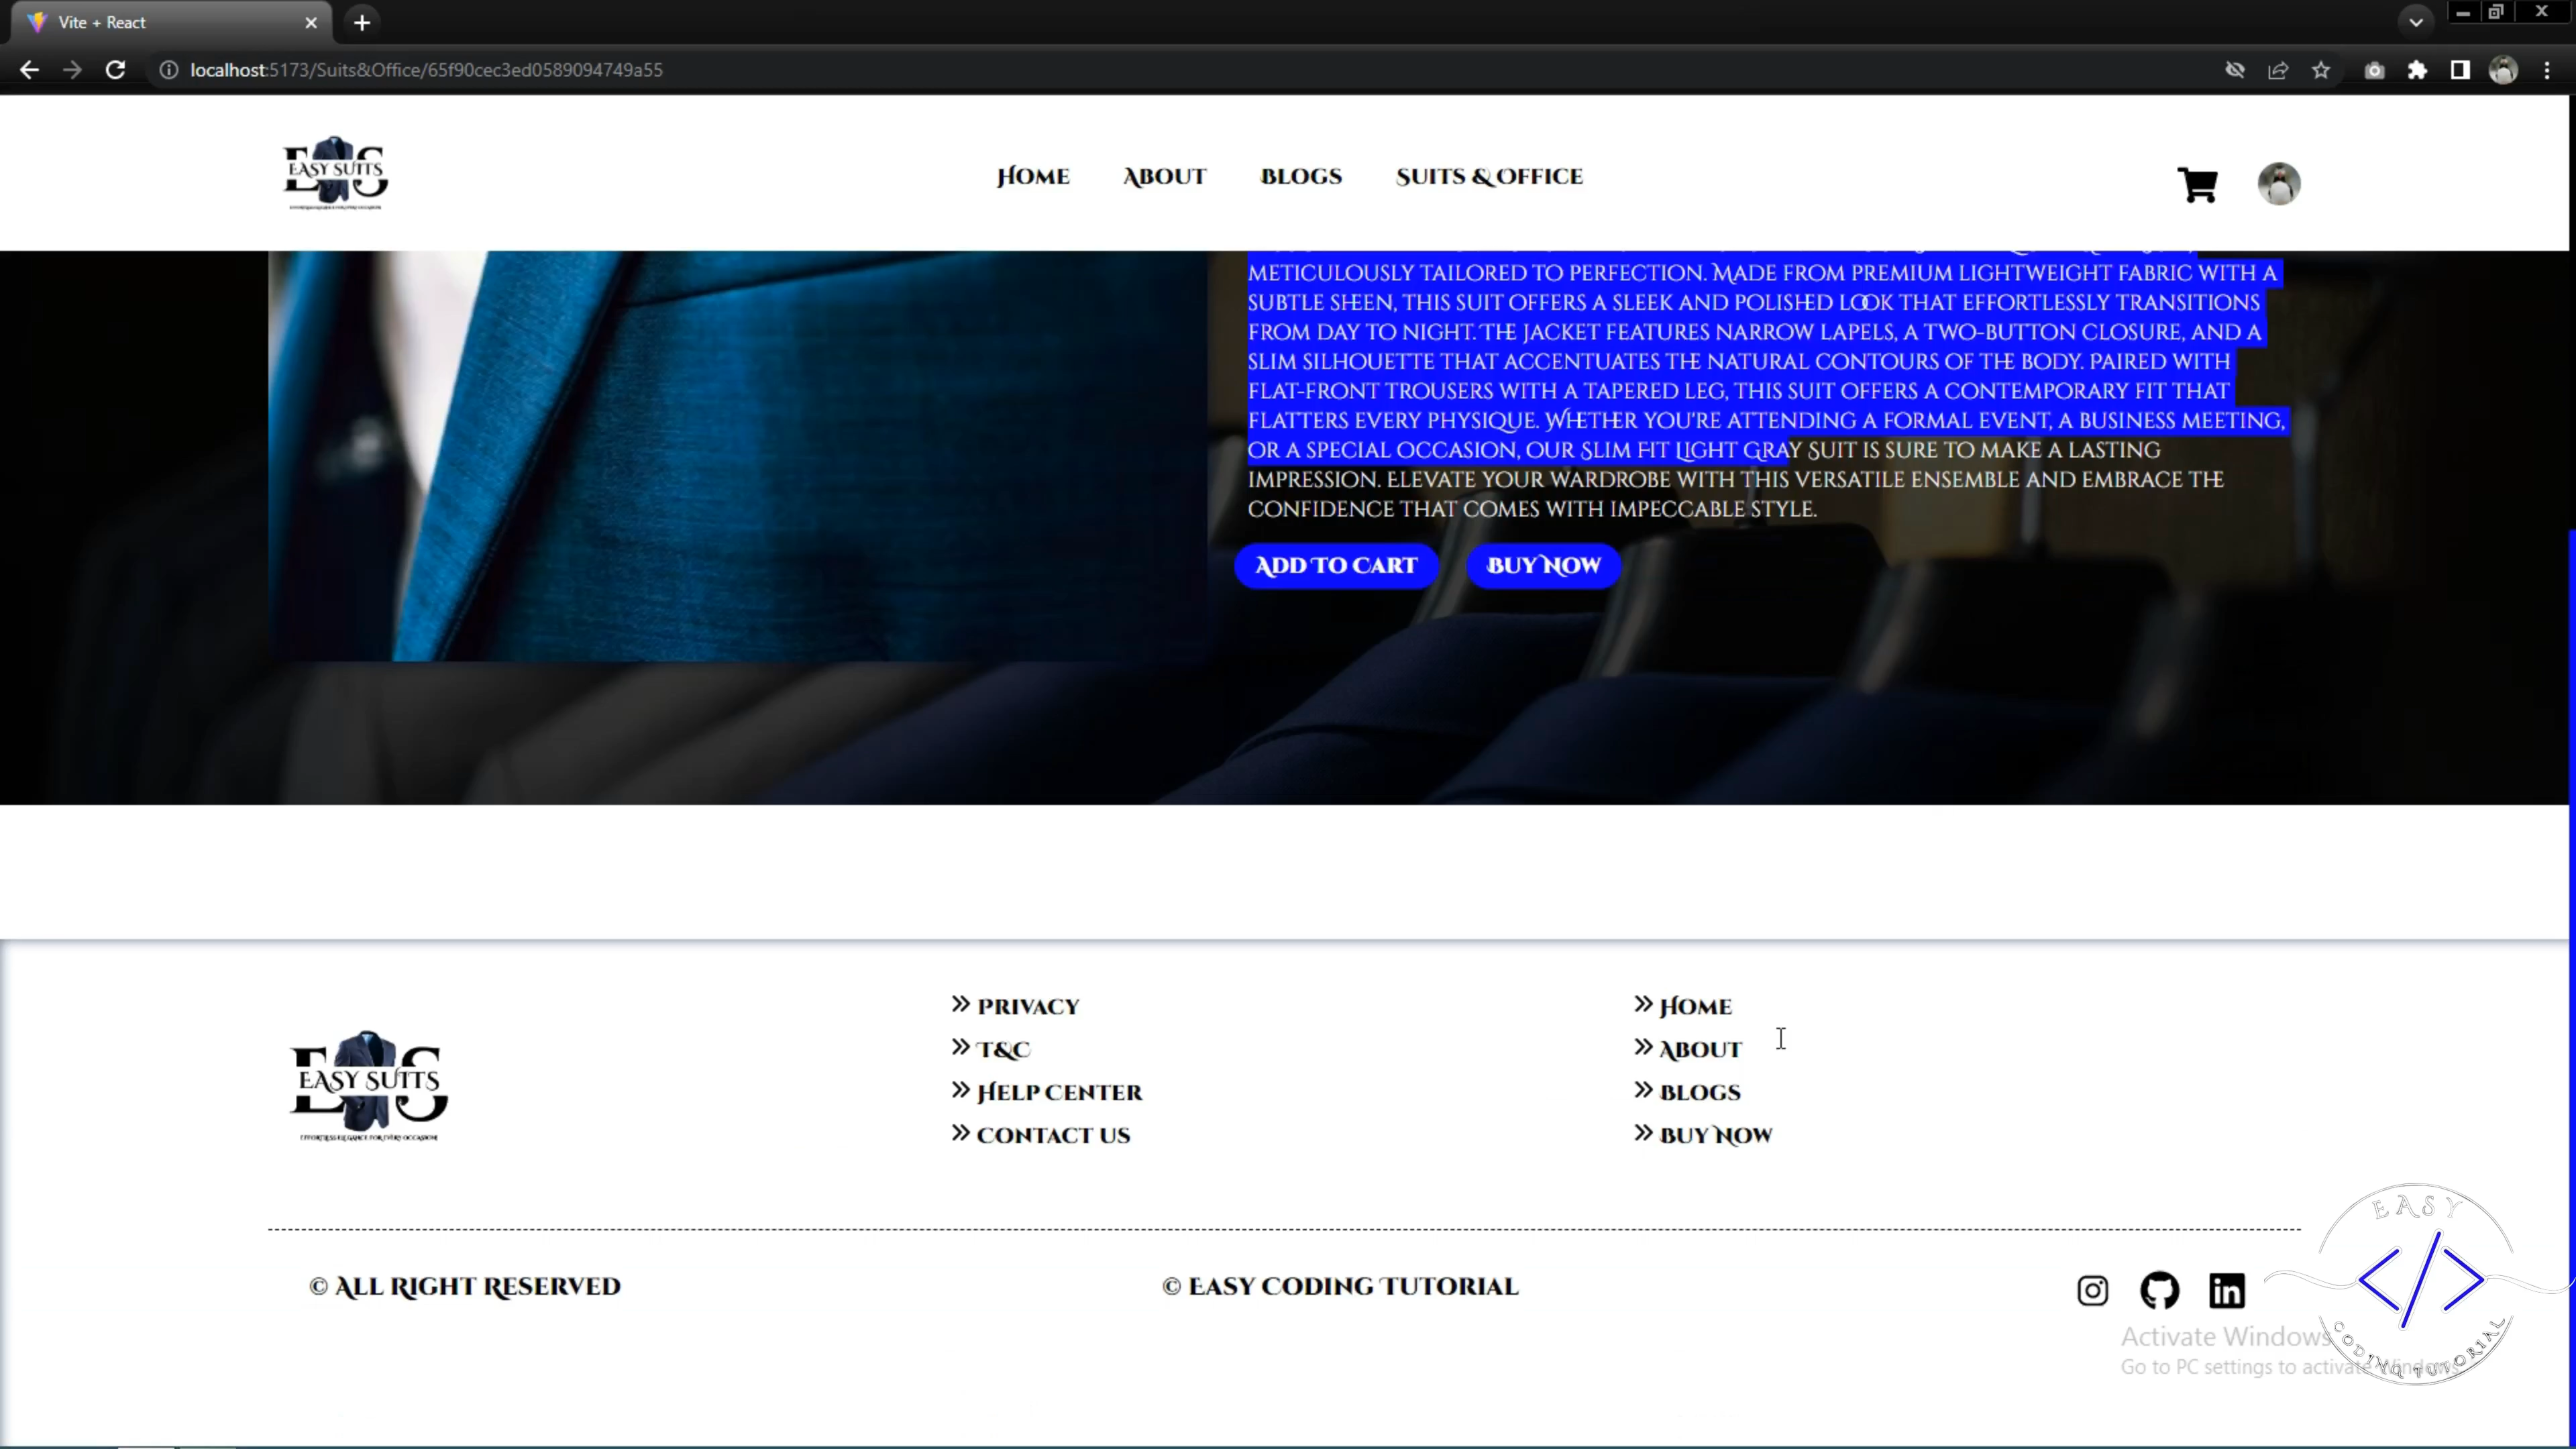 Vite + React
localhost:5173/Suits&Office/65f90cec3ed0589094749a55
EASY SUITS
Home
About
Blogs
Suits & Office
meticulously tailored to perfection. Made from premium lightweight fabric with a
subtle sheen, this suit offers a sleek and polished look that effortlessly transitions
from day to night. The jacket features narrow lapels, a two-button closure, and a
slim silhouette that accentuates the natural contours of the body. Paired with
flat-front trousers with a tapered leg, this suit offers a contemporary fit that
flatters every physique. Whether you're attending a formal event, a business meeting,
or a special occasion, our Slim Fit Light Gray Suit is sure to make a lasting
impression. Elevate your wardrobe with this versatile ensemble and embrace the
confidence that comes with impeccable style.
Add To Cart
Buy Now
EASY SUITS
EFFORTLESS ELEGANCE FOR EVERY OCCASION
Privacy
T&C
Help Center
Contact Us
Home
About
Blogs
Buy Now
© All Right Reserved
© Easy Coding Tutorial
EASY
CODING TUTORIAL
Activate Windows
Go to PC settings to activate Windows.